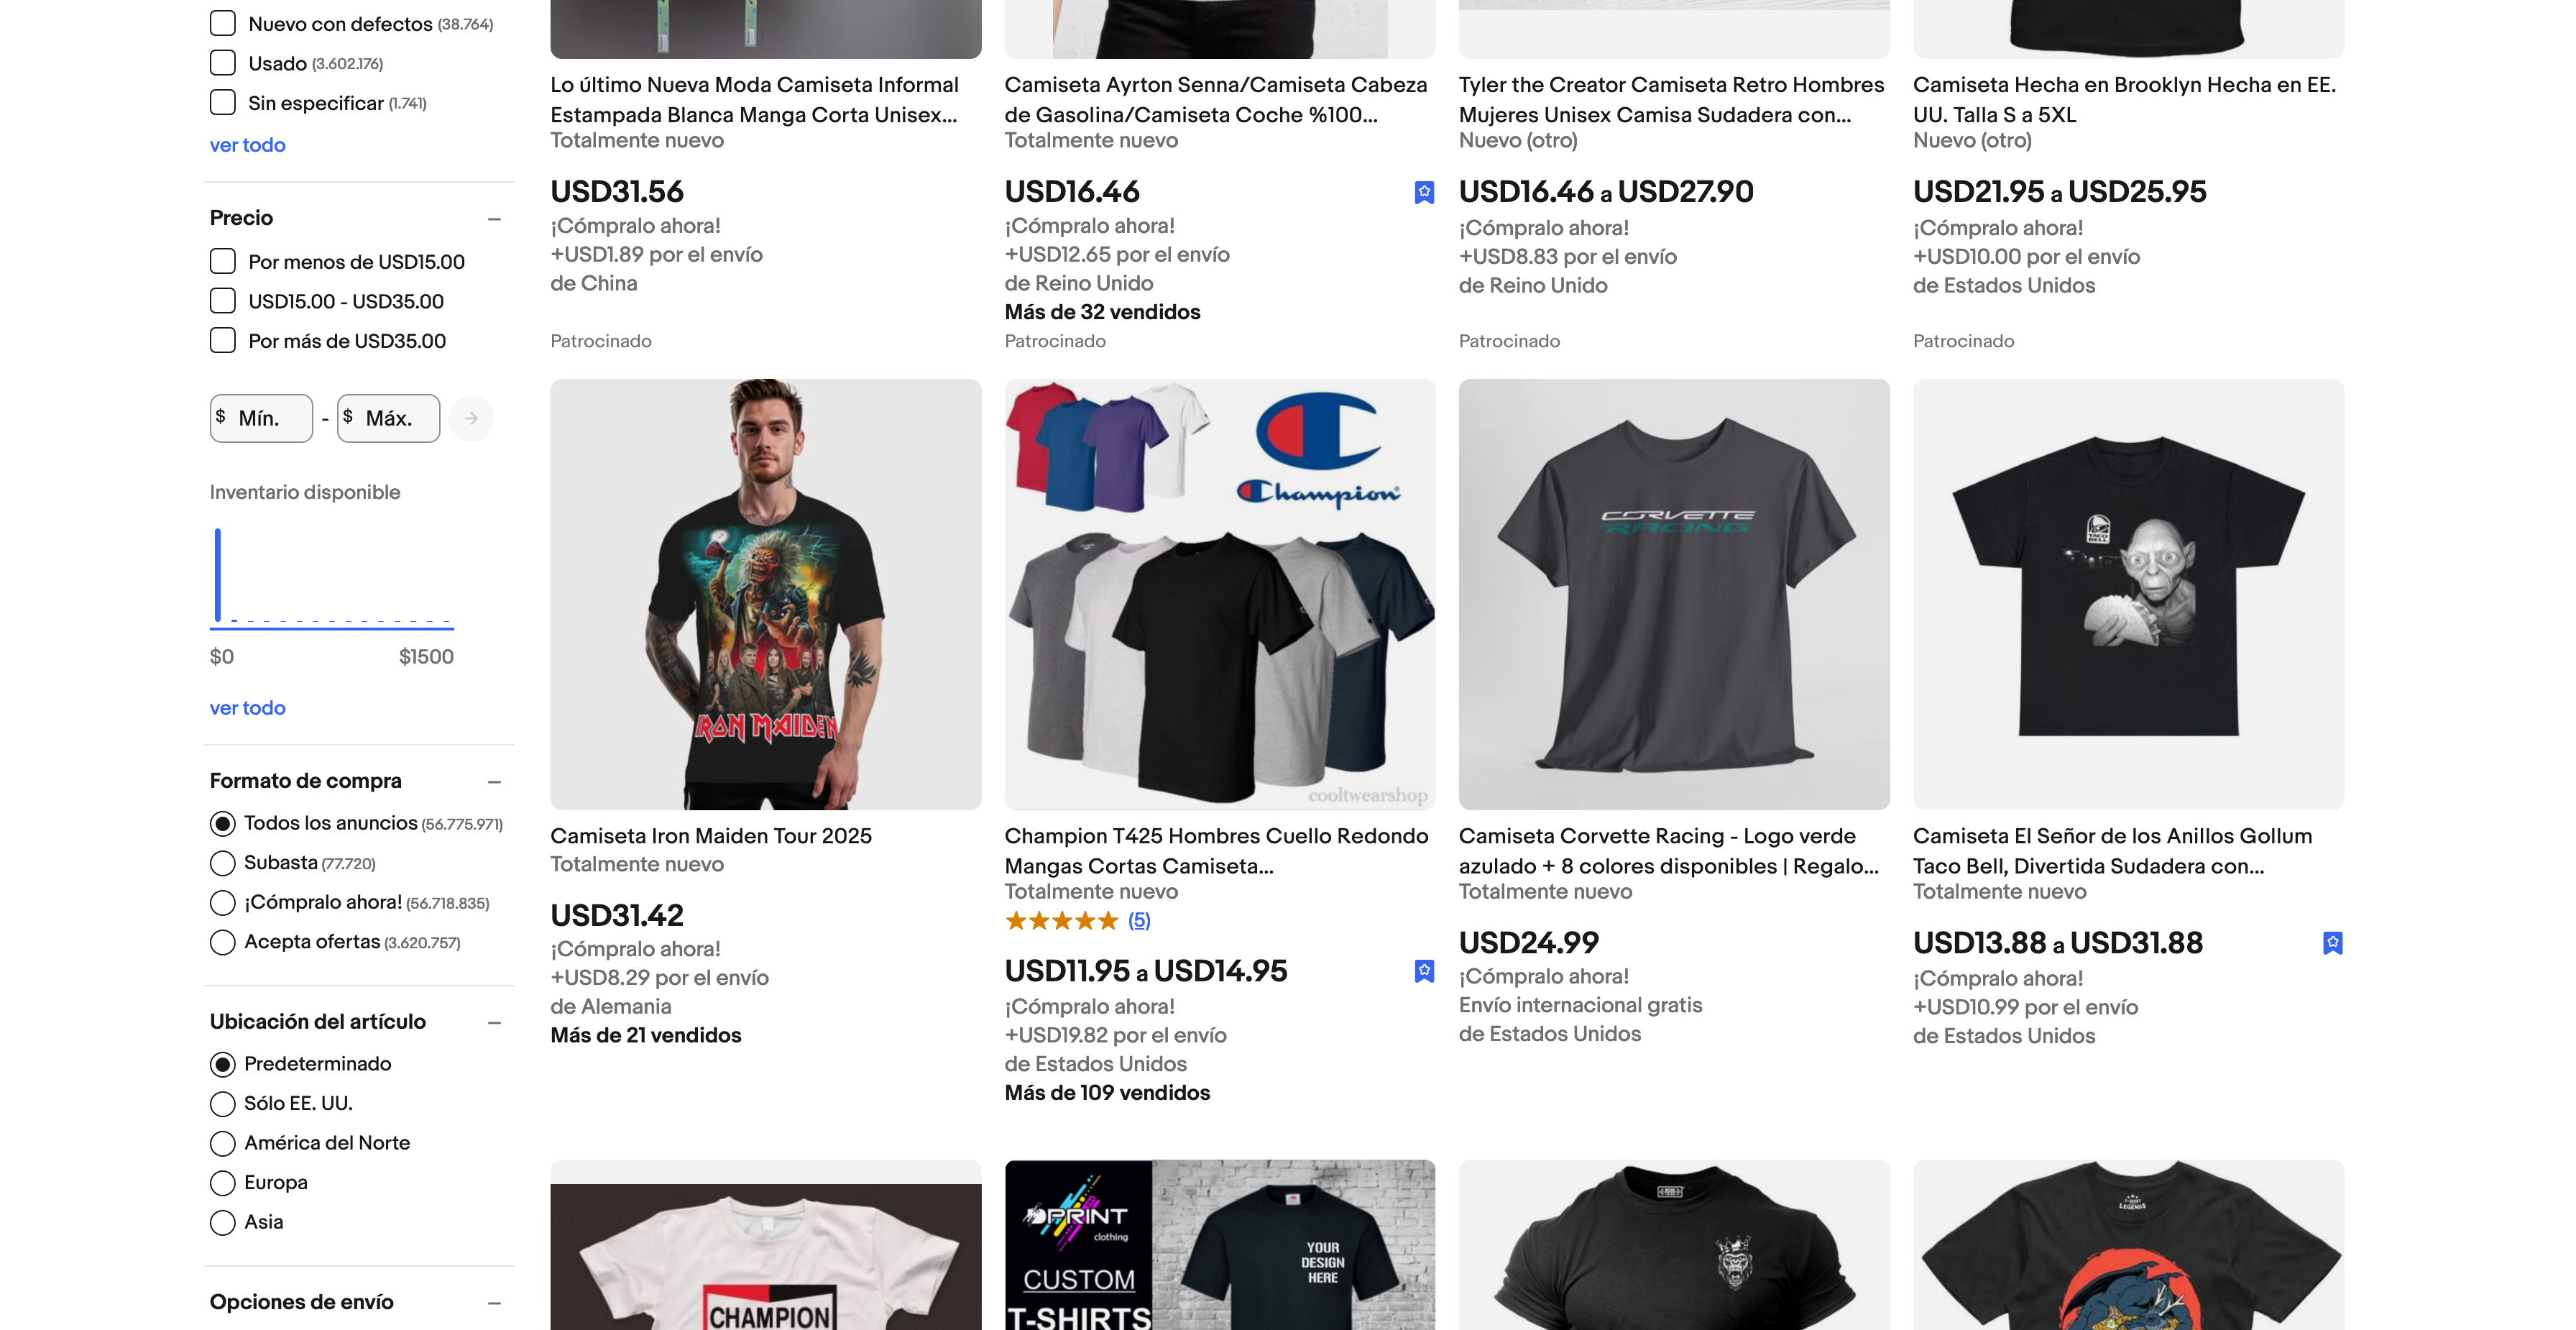 Nuevo con defectos (38.764)
Usado (3.602.176)
Sin especificar (1.741)
ver todo
Precio
Por menos de USD15.00
USD15.00 - USD35.00
Por más de USD35.00
$ Mín. - $ Máx.
Inventario disponible
$0 $1500
ver todo
Formato de compra
Todos los anuncios (56.775.971)
Subasta (77.720)
¡Cómpralo ahora! (56.718.835)
Acepta ofertas (3.620.757)
Ubicación del artículo
Predeterminado
Sólo EE. UU.
América del Norte
Europa
Asia
Opciones de envío
Lo último Nueva Moda Camiseta Informal
Estampada Blanca Manga Corta Unisex...
Totalmente nuevo
USD31.56
¡Cómpralo ahora!
+USD1.89 por el envío
de China
Patrocinado
Camiseta Ayrton Senna/Camiseta Cabeza
de Gasolina/Camiseta Coche %100...
Totalmente nuevo
USD16.46
¡Cómpralo ahora!
+USD12.65 por el envío
de Reino Unido
Más de 32 vendidos
Patrocinado
Tyler the Creator Camiseta Retro Hombres
Mujeres Unisex Camisa Sudadera con...
Nuevo (otro)
USD16.46 a USD27.90
¡Cómpralo ahora!
+USD8.83 por el envío
de Reino Unido
Patrocinado
Camiseta Hecha en Brooklyn Hecha en EE.
UU. Talla S a 5XL
Nuevo (otro)
USD21.95 a USD25.95
¡Cómpralo ahora!
+USD10.00 por el envío
de Estados Unidos
Patrocinado
IRON MAIDEN
Camiseta Iron Maiden Tour 2025
Totalmente nuevo
USD31.42
¡Cómpralo ahora!
+USD8.29 por el envío
de Alemania
Más de 21 vendidos
Champion
cooltwearshop
Champion T425 Hombres Cuello Redondo
Mangas Cortas Camiseta...
Totalmente nuevo
(5)
USD11.95 a USD14.95
¡Cómpralo ahora!
+USD19.82 por el envío
de Estados Unidos
Más de 109 vendidos
CORVETTE
RACING
Camiseta Corvette Racing - Logo verde
azulado + 8 colores disponibles | Regalo...
Totalmente nuevo
USD24.99
¡Cómpralo ahora!
Envío internacional gratis
de Estados Unidos
TACO
BELL
Camiseta El Señor de los Anillos Gollum
Taco Bell, Divertida Sudadera con...
Totalmente nuevo
USD13.88 a USD31.88
¡Cómpralo ahora!
+USD10.99 por el envío
de Estados Unidos
CHAMPION
DPRINT
clothing
CUSTOM
T-SHIRTS
YOUR
DESIGN
HERE
T-SHIRT
LEGENDS